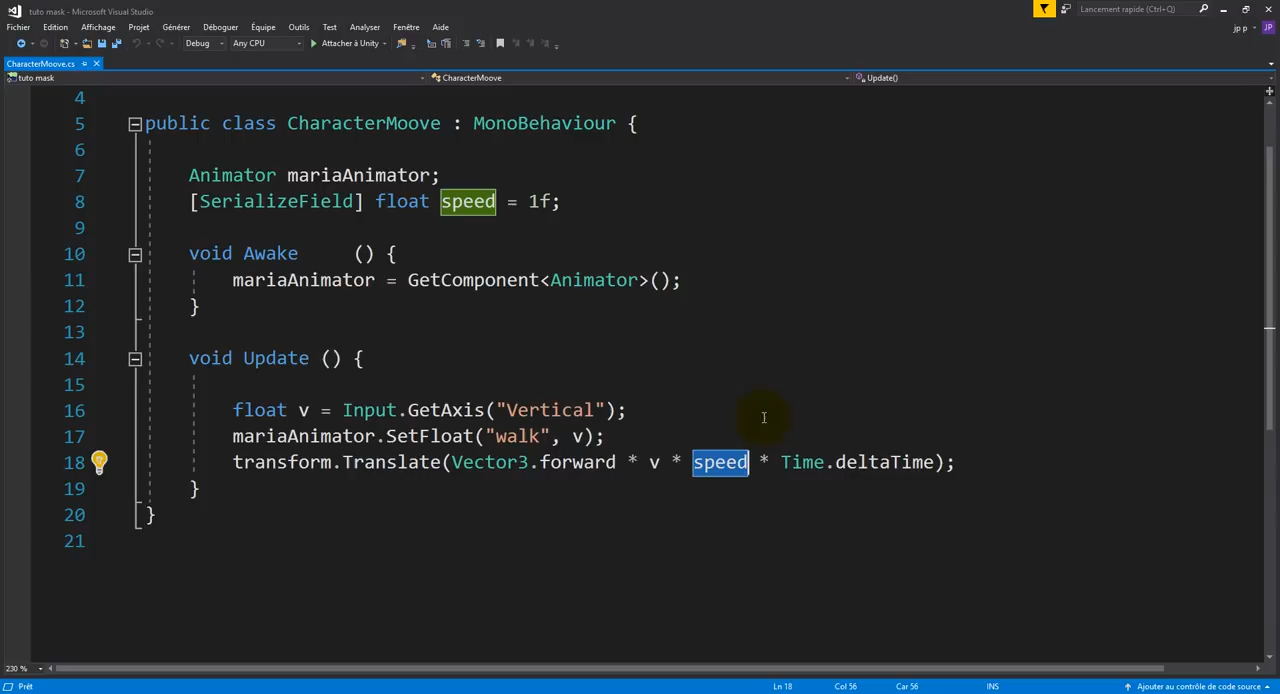 tuto mask - Microsoft Visual Studio
Lancement rapide (Ctrl+Q)
Fichier Edition Affichage Projet Générer Déboguer Équipe Outils Test Analyser Fenêtre Aide
jp p JP
Debug Any CPU Attacher à Unity
CharacterMoove.cs
tuto mask CharacterMoove Update()
4
5 public class CharacterMoove : MonoBehaviour {
6
7 Animator mariaAnimator;
8 [SerializeField] float speed = 1f;
9
10 void Awake () {
11 mariaAnimator = GetComponent<Animator>();
12 }
13
14 void Update () {
15
16 float v = Input.GetAxis("Vertical");
17 mariaAnimator.SetFloat("walk", v);
18 transform.Translate(Vector3.forward * v * speed * Time.deltaTime);
19 }
20 }
21
230 %
Prêt Ln 18 Col 56 Car 56 INS Ajouter au contrôle de code source